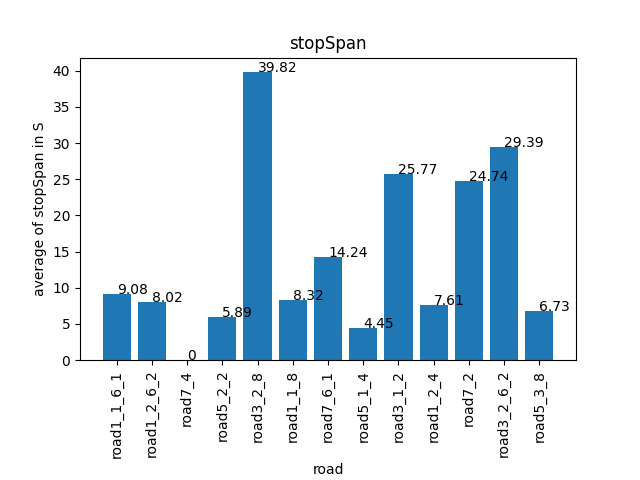 stopSpan
average of stopSpan in S
40
35
30
25
20
15
10
5
0
9.08
8.02
0
5.89
39.82
8.32
14.24
4.45
25.77
7.61
24.74
29.39
6.73
road1_1_6_1
road1_2_6_2
road7_4
road5_2_2
road3_2_8
road1_1_8
road7_6_1
road5_1_4
road3_1_2
road1_2_4
road7_2
road3_2_6_2
road5_3_8
road